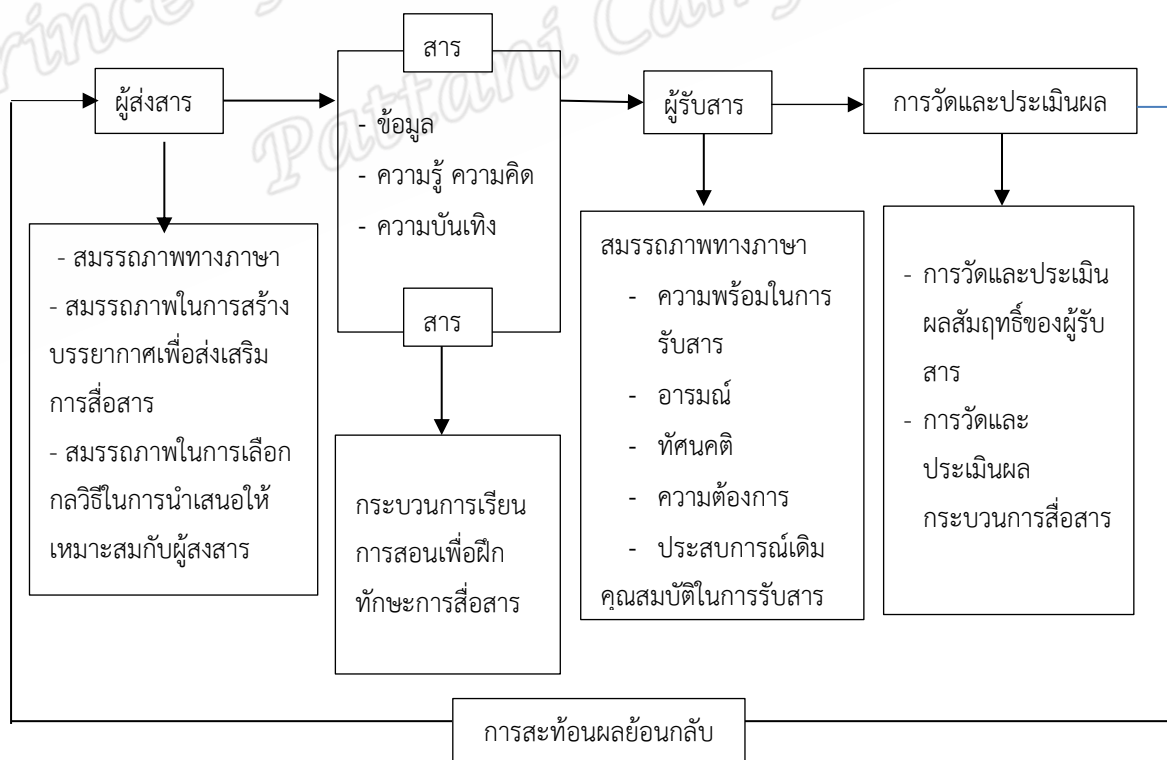 Prince
Pattani
สาร
ผู้ส่งสาร
- ข้อมูล
- ความรู้ ความคิด
- ความบันเทิง
สาร
ผู้รับสาร
การวัดและประเมินผล
- สมรรถภาพทางภาษา
- สมรรถภาพในการสร้าง
บรรยากาศเพื่อส่งเสริม
การสื่อสาร
- สมรรถภาพในการเลือก
กลวิธีในการนำเสนอให้
เหมาะสมกับผู้สงสาร
กระบวนการเรียน
การสอนเพื่อฝึก
ทักษะการสื่อสาร
สมรรถภาพทางภาษา
- ความพร้อมในการ
รับสาร
- อารมณ์
- ทัศนคติ
- ความต้องการ
- ประสบการณ์เดิม
คุณสมบัติในการรับสาร
- การวัดและประเมิน
ผลสัมฤทธิ์ของผู้รับ
สาร
- การวัดและ
ประเมินผล
กระบวนการสื่อสาร
การสะท้อนผลย้อนกลับ